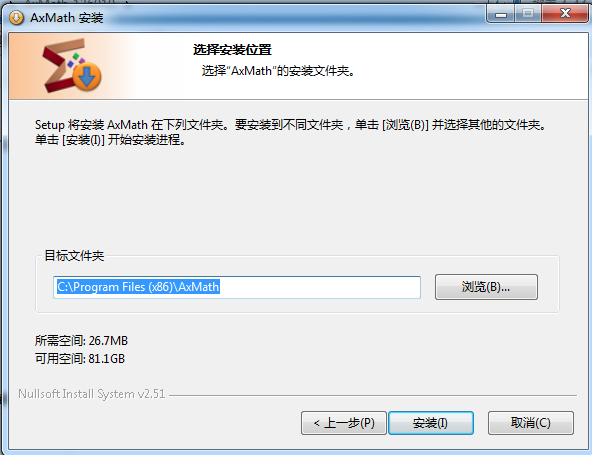 AxMath 安装
选择安装位置
选择"AxMath"的安装文件夹。
Setup 将安装 AxMath 在下列文件夹。要安装到不同文件夹，单击 [浏览(B)] 并选择其他的文件夹。
单击 [安装(I)] 开始安装进程。
目标文件夹
C:\Program Files (x86)\AxMath
浏览(B)...
所需空间: 26.7MB
可用空间: 81.1GB
Nullsoft Install System v2.51
< 上一步(P)
安装(I)
取消(C)